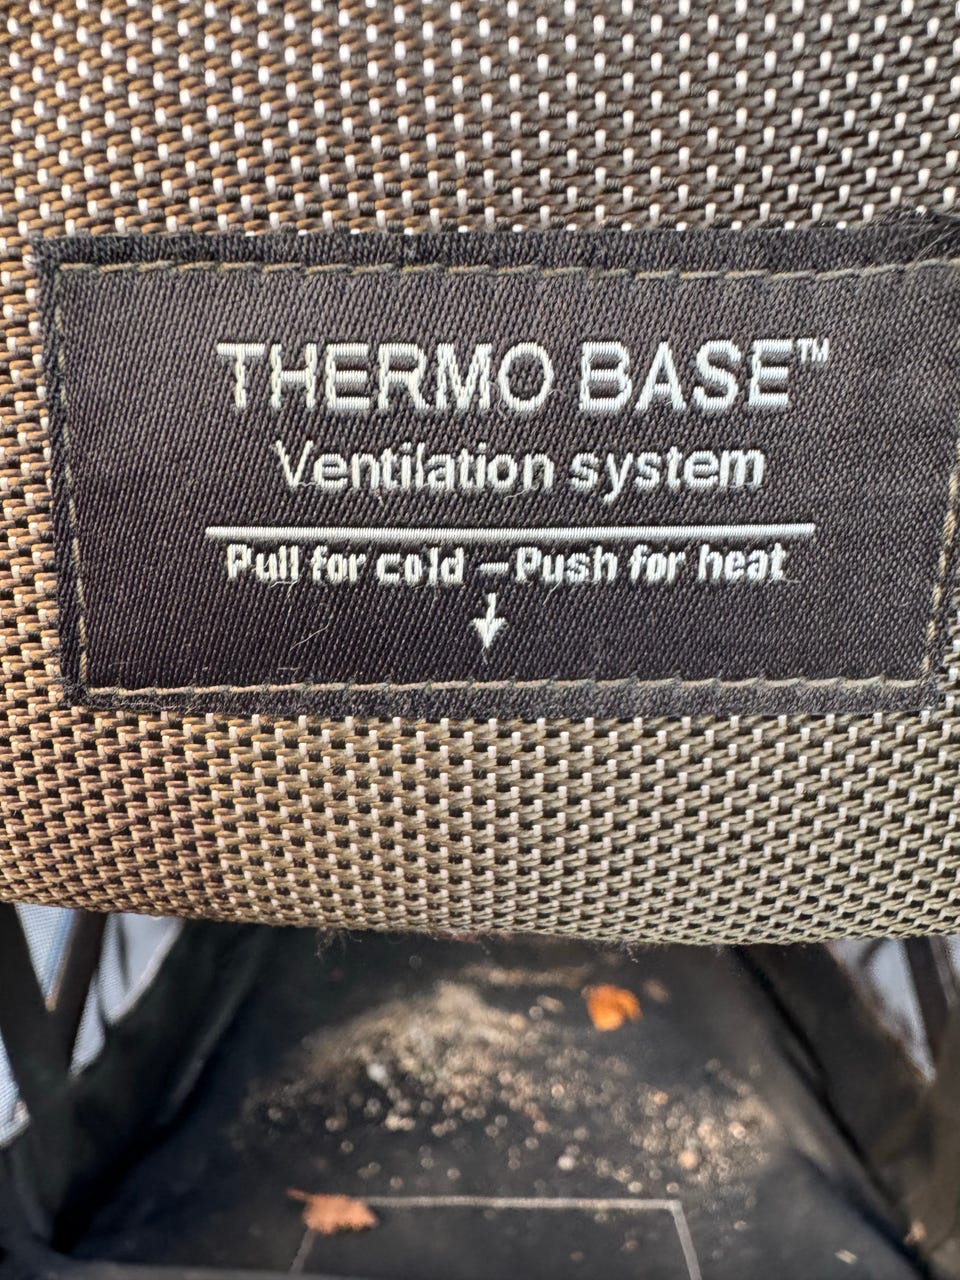 THERMO BASE™
Ventilation system
Pull for cold – Push for heat